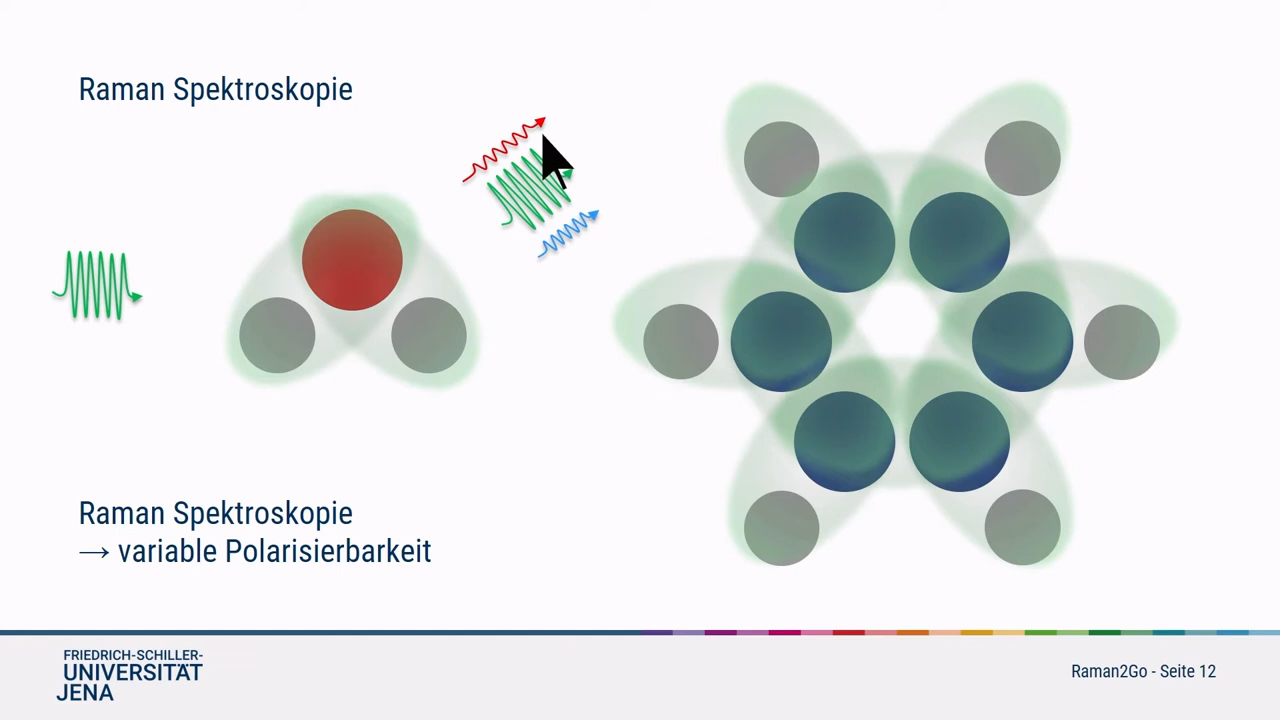 Raman Spektroskopie
Raman Spektroskopie
→ variable Polarisierbarkeit
FRIEDRICH-SCHILLER-
UNIVERSITÄT
JENA
Raman2Go - Seite 12